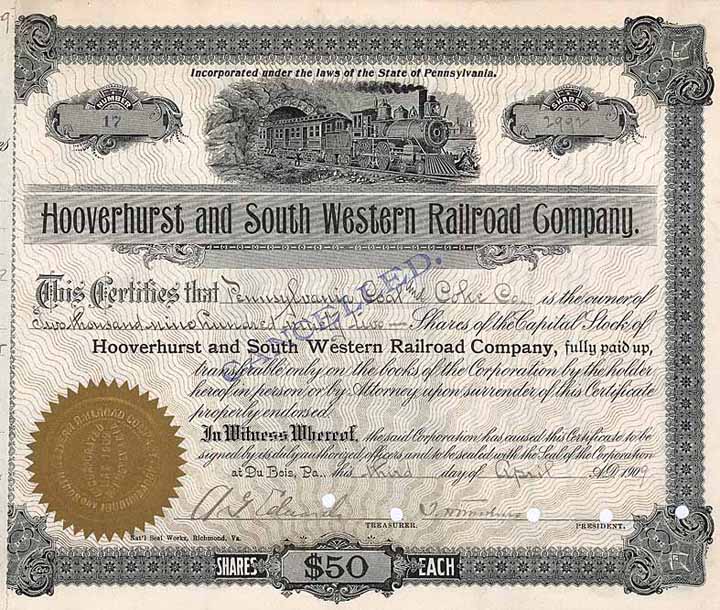 Incorporated under the laws of the State of Pennsylvania.
NUMBER
17
SHARES
2992
Hooverhurst and South Western Railroad Company.
CANCELLED.
This Certifies that Pennsylvania Coal and Coke Co. is the owner of
Two thousand nine hundred ninety two Shares of the Capital Stock of
Hooverhurst and South Western Railroad Company, fully paid up,
transferable only on the books of the Corporation by the holder
hereof in person or by Attorney upon surrender of this Certificate
properly endorsed.
In Witness Whereof, the said Corporation has caused this Certificate to be
signed by its duly authorized officers and to be sealed with the Seal of the Corporation
at Du Bois, Pa. this third day of April A.D. 1909
TREASURER. PRESIDENT.
Nat'l Seal Works, Richmond, Va.
SHARES $50 EACH